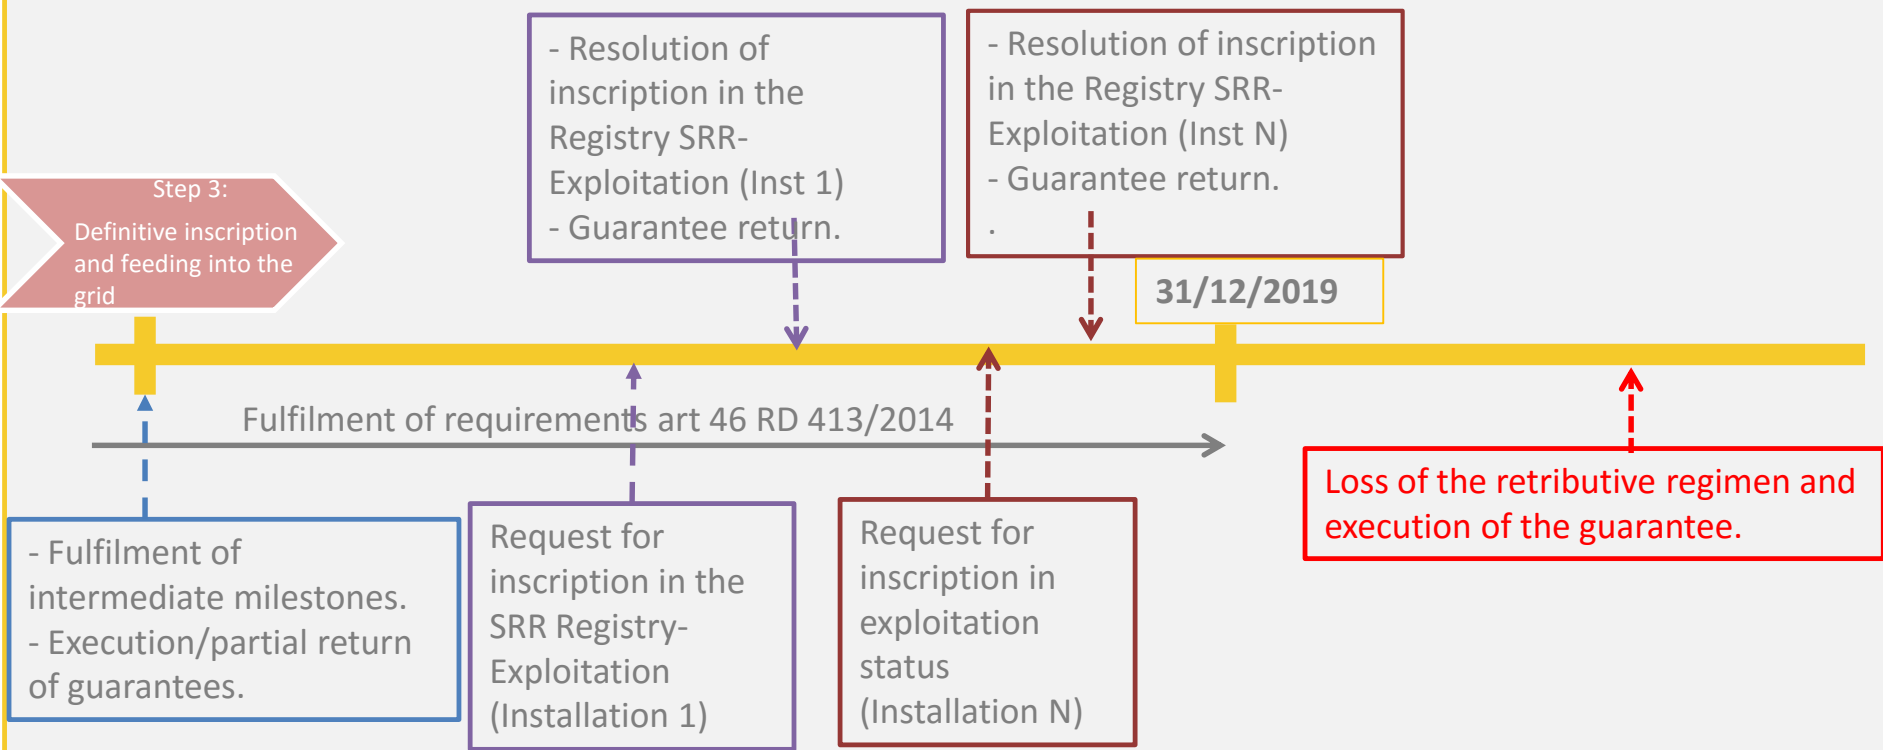 - Resolution of
inscription in the
Registry SRR-
Exploitation (Inst 1)
- Guarantee return.
- Resolution of inscription
in the Registry SRR-
Exploitation (Inst N)
- Guarantee return.
.
Step 3:
Definitive inscription
and feeding into the
grid
31/12/2019
Fulfilment of requirements art 46 RD 413/2014
- Fulfilment of
intermediate milestones.
- Execution/partial return
of guarantees.
Request for
inscription in the
SRR Registry-
Exploitation
(Installation 1)
Request for
inscription in
exploitation
status
(Installation N)
Loss of the retributive regimen and
execution of the guarantee.